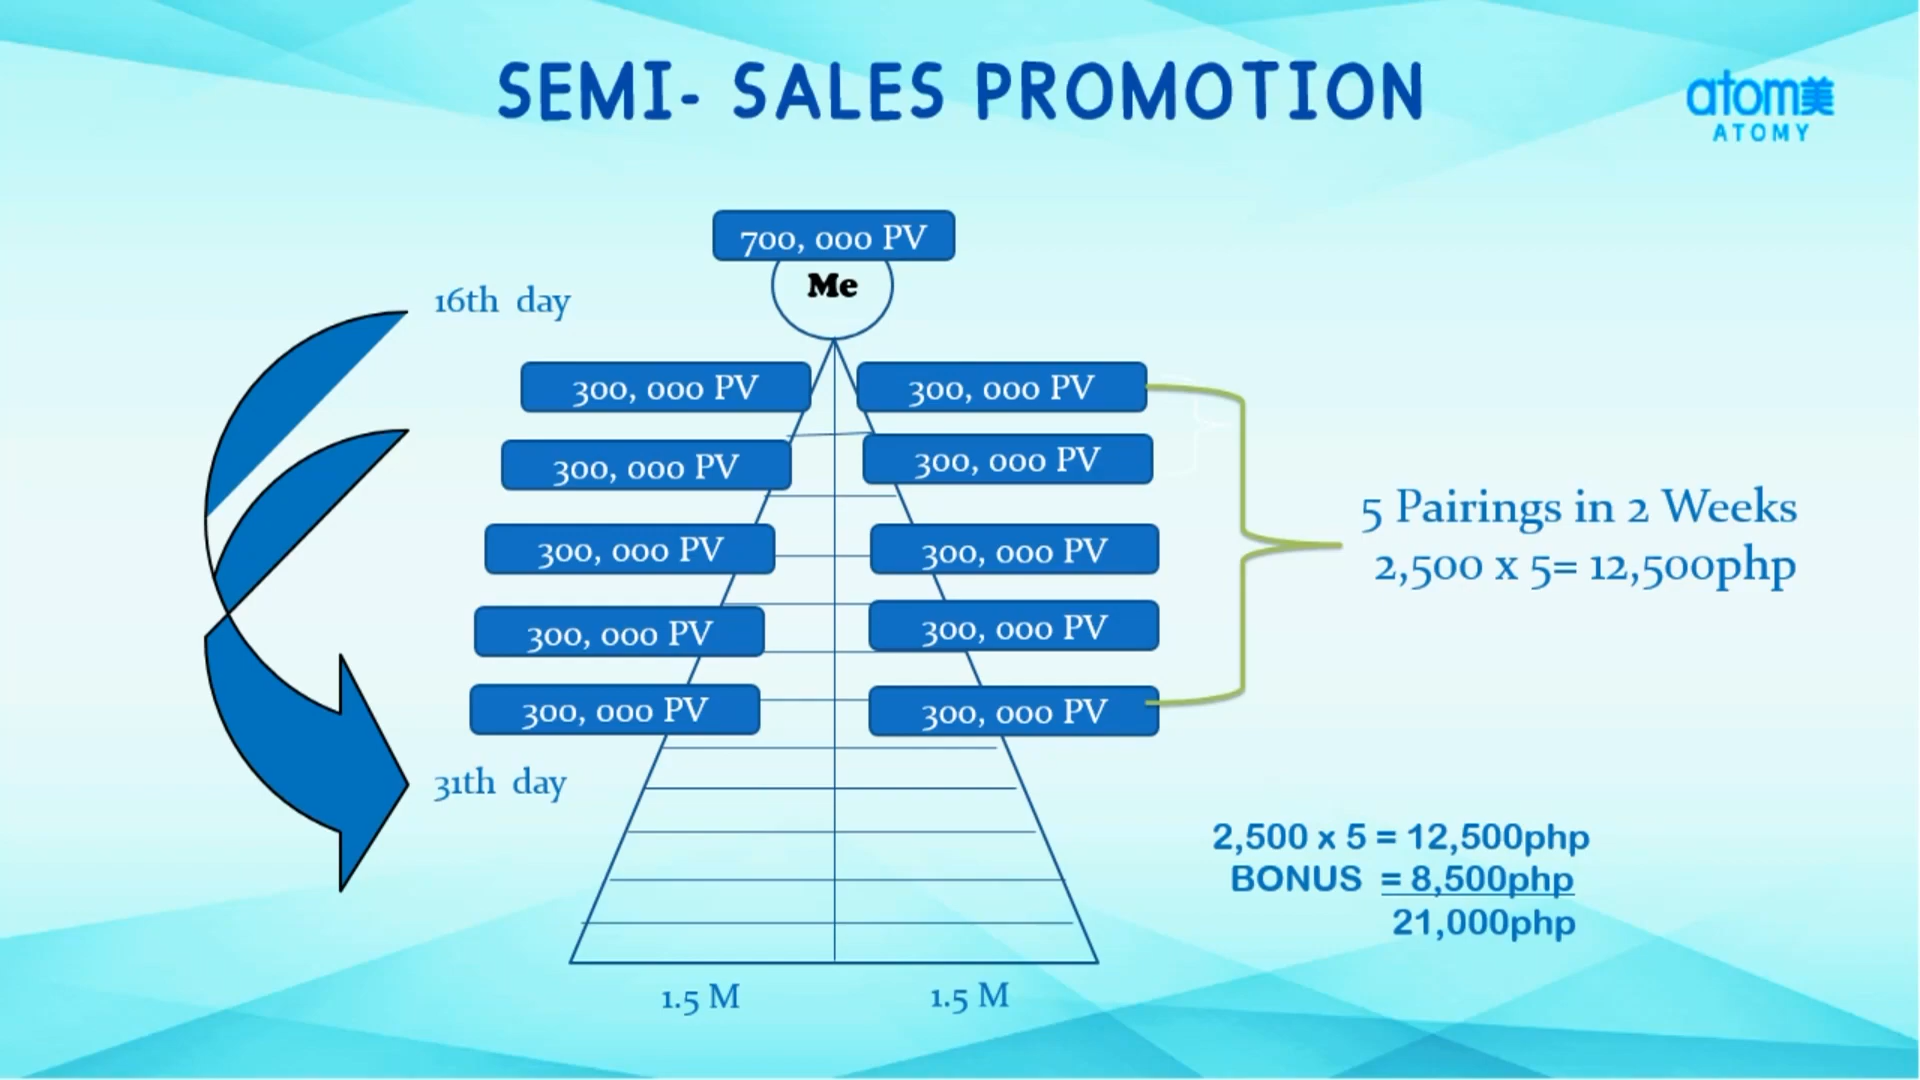 SEMI- SALES PROMOTION
atom美
ATOMY
700, 000 PV
Me
16th day
300, 000 PV
300, 000 PV
300, 000 PV
300, 000 PV
300, 000 PV
300, 000 PV
300, 000 PV
300, 000 PV
300, 000 PV
300, 000 PV
31th day
5 Pairings in 2 Weeks
2,500 x 5= 12,500php
2,500 x 5 = 12,500php
BONUS = 8,500php
21,000php
1.5 M
1.5 M